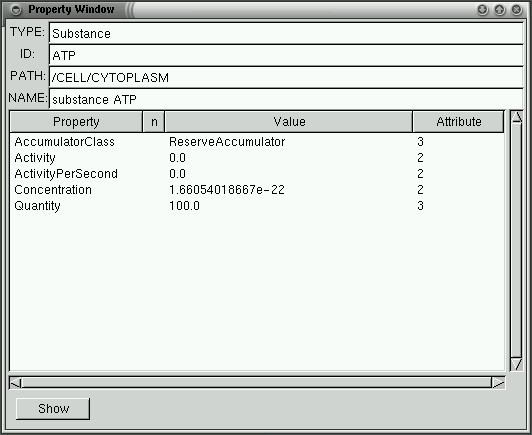 Property Window
TYPE: Substance
ID: ATP
PATH: /CELL/CYTOPLASM
NAME: substance ATP
Property n Value Attribute
AccumulatorClass ReserveAccumulator 3
Activity 0.0 2
ActivityPerSecond 0.0 2
Concentration 1.66054018667e-22 2
Quantity 100.0 3
Show